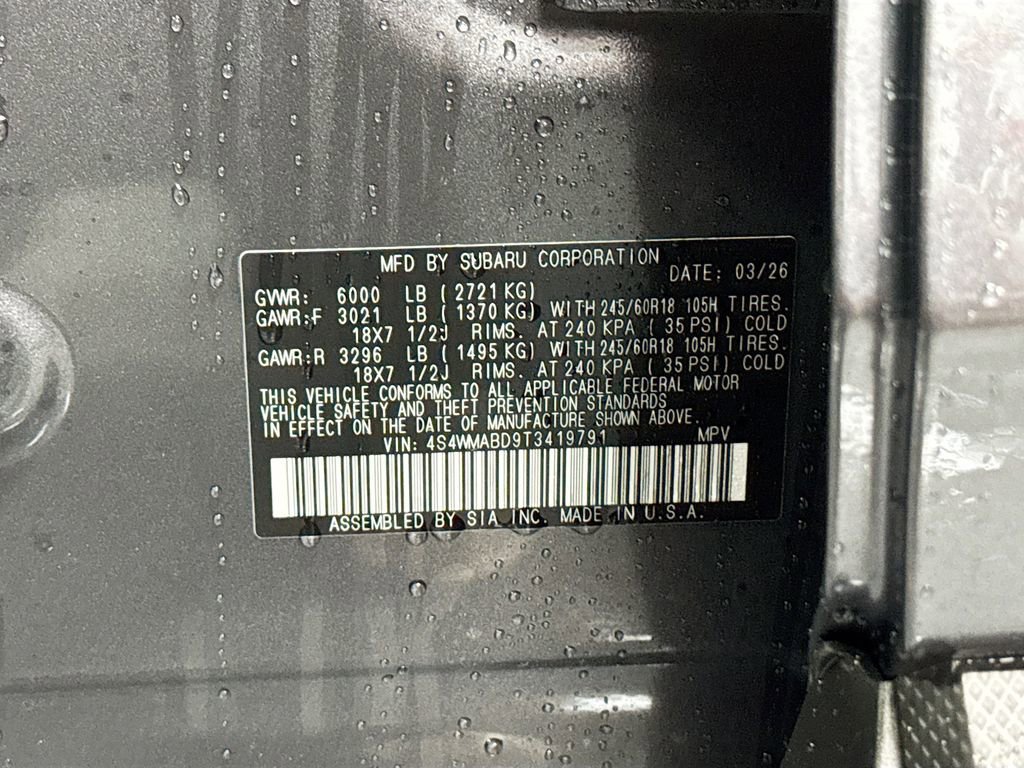 MFD BY SUBARU CORPORATION
DATE: 03/26
GVWR: 6000 LB ( 2721 KG)
GAWR:F 3021 LB ( 1370 KG) WITH 245/60R18 105H TIRES.
18X7 1/2J RIMS. AT 240 KPA ( 35 PSI) COLD
GAWR:R 3296 LB ( 1495 KG) WITH 245/60R18 105H TIRES.
18X7 1/2J RIMS. AT 240 KPA ( 35 PSI) COLD
THIS VEHICLE CONFORMS TO ALL APPLICABLE FEDERAL MOTOR
VEHICLE SAFETY AND THEFT PREVENTION STANDARDS
IN EFFECT ON THE DATE OF MANUFACTURE SHOWN ABOVE.
VIN: 4S4WMABD9T3419791 MPV
ASSEMBLED BY SIA INC. MADE IN U.S.A.